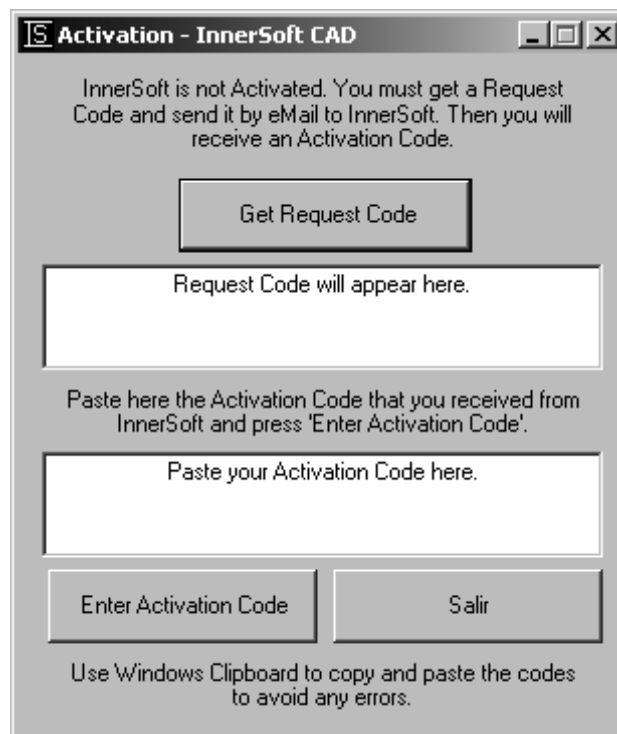 IS Activation - InnerSoft CAD
InnerSoft is not Activated. You must get a Request
Code and send it by eMail to InnerSoft. Then you will
receive an Activation Code.
Get Request Code
Request Code will appear here.
Paste here the Activation Code that you received from
InnerSoft and press 'Enter Activation Code'.
Paste your Activation Code here.
Enter Activation Code
Salir
Use Windows Clipboard to copy and paste the codes
to avoid any errors.